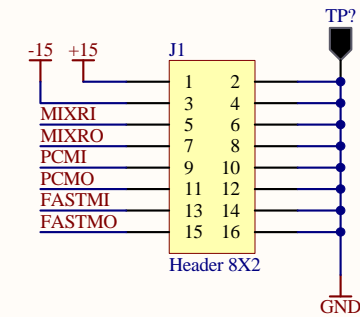 TP?
-15 +15 J1
1 2
3 4
MIXRI 5 6
MIXRO 7 8
PCMI 9 10
PCMO 11 12
FASTMI 13 14
FASTMO 15 16
Header 8X2
GND